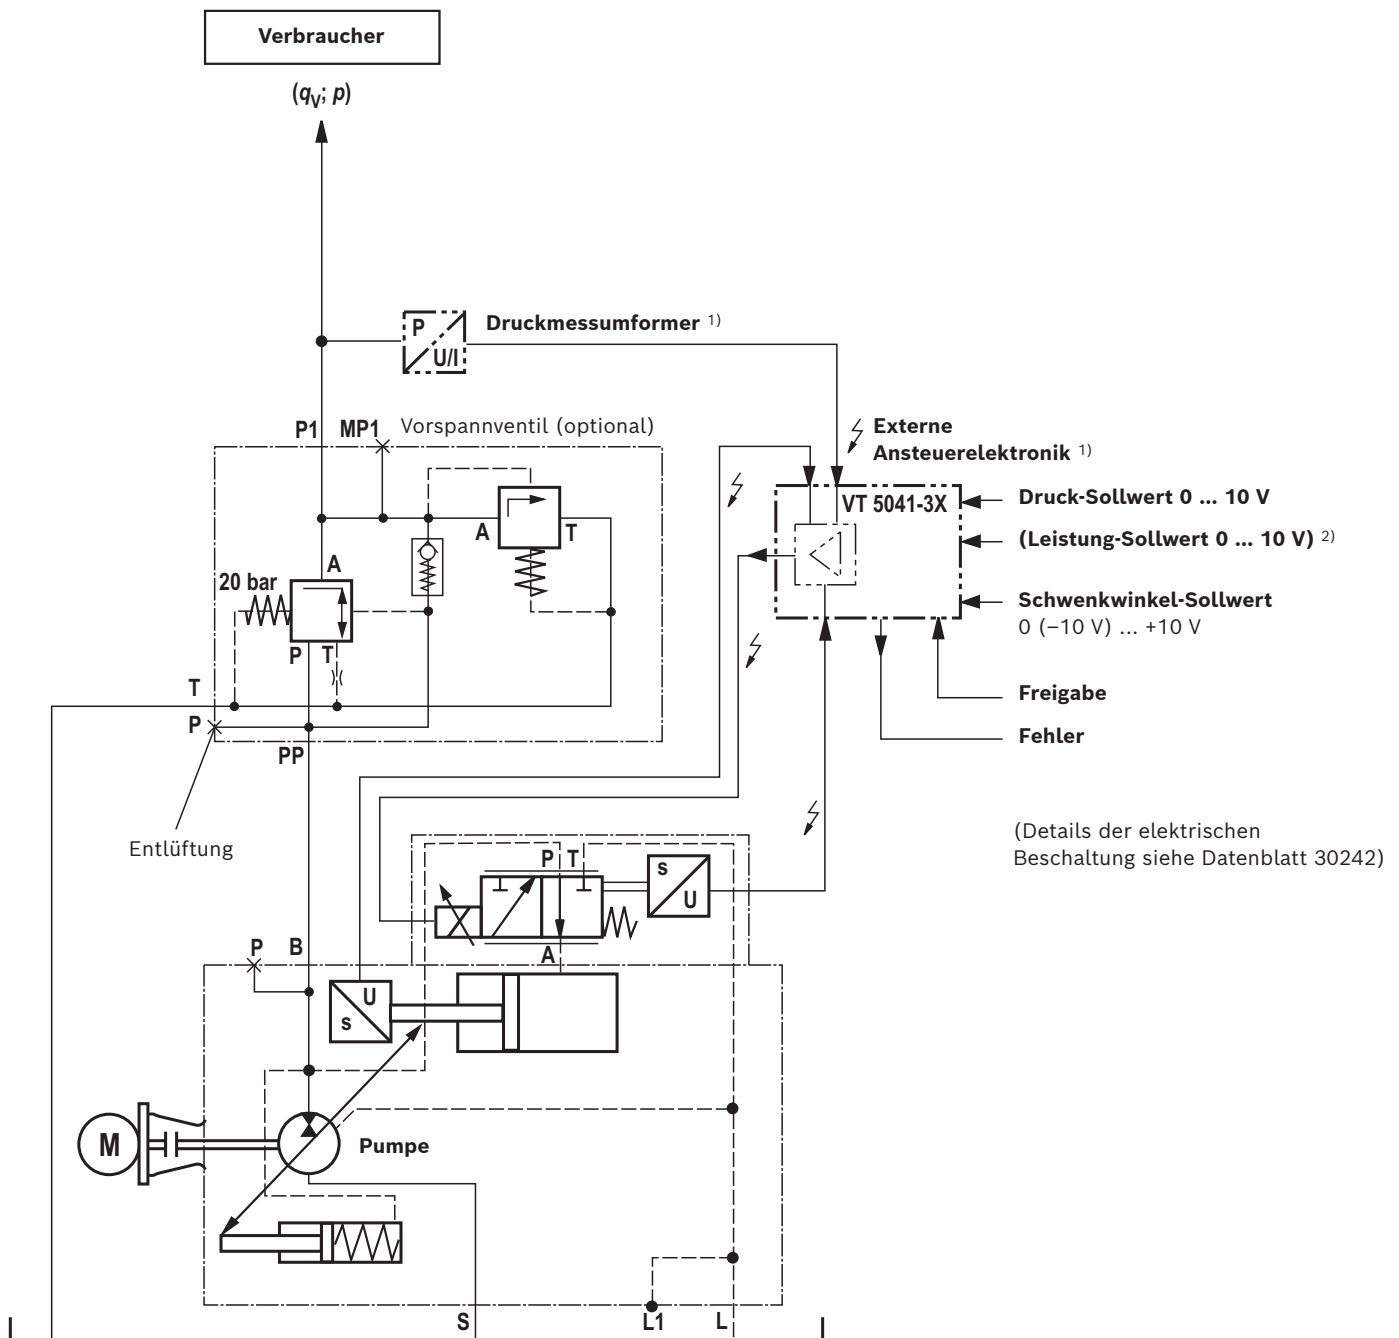 Verbraucher
(qV; p)
P
U/I
Druckmessumformer 1)
P1
MP1
Vorspannventil (optional)
Externe
Ansteuerelektronik 1)
VT 5041-3X
Druck-Sollwert 0 ... 10 V
(Leistung-Sollwert 0 ... 10 V) 2)
Schwenkwinkel-Sollwert
0 (–10 V) ... +10 V
Freigabe
Fehler
A
T
A
20 bar
P
T
T
P
PP
Entlüftung
(Details der elektrischen
Beschaltung siehe Datenblatt 30242)
P
T
s
U
A
P
B
U
s
M
Pumpe
S
L1
L